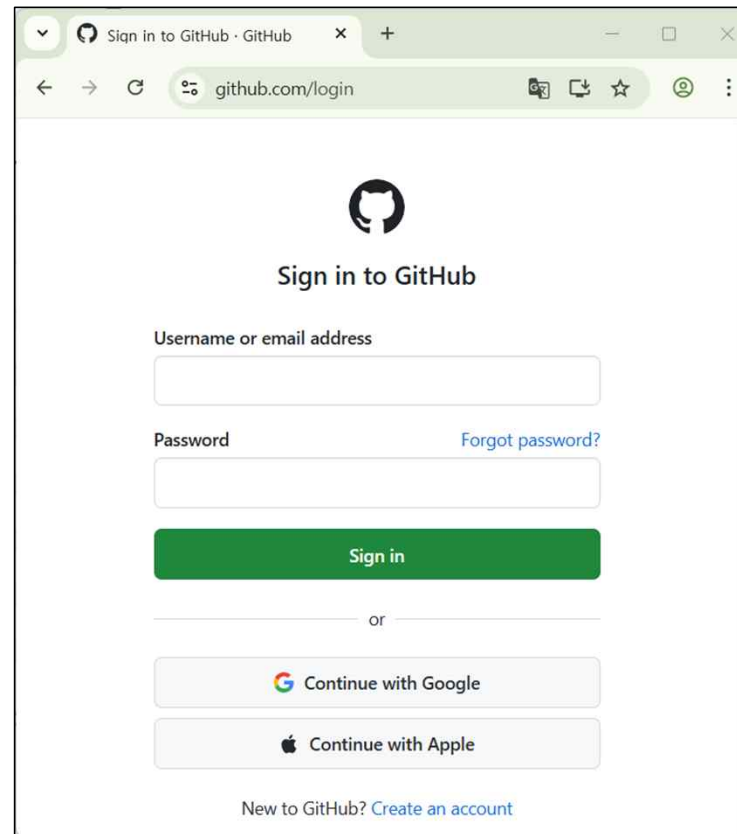 Sign in to GitHub · GitHub
github.com/login
Sign in to GitHub
Username or email address
Password Forgot password?
Sign in
or
Continue with Google
Continue with Apple
New to GitHub? Create an account